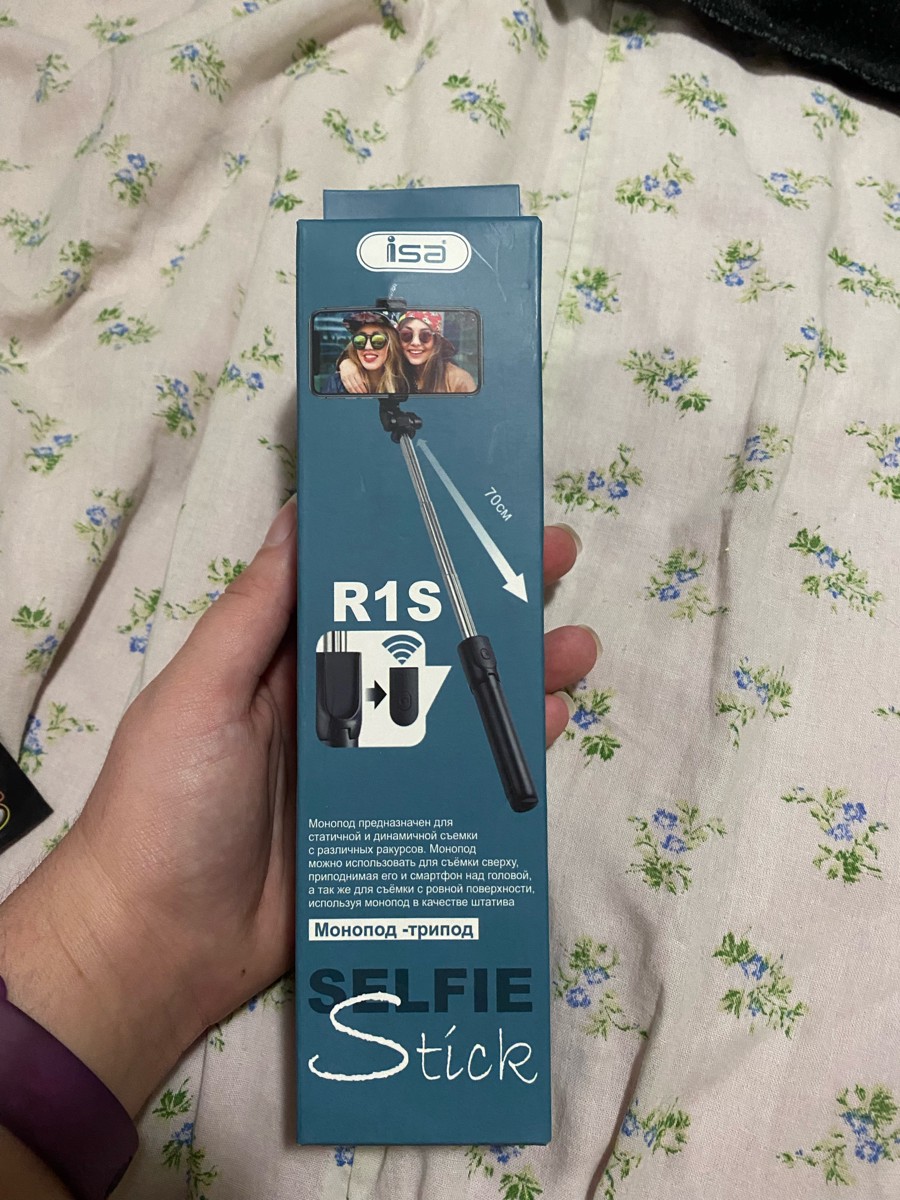 isa
70см
R1S
Монопод предназначен для
статичной и динамичной съемки
с различных ракурсов. Монопод
можно использовать для съёмки сверху,
приподнимая его и смартфон над головой,
а так же для съёмки с ровной поверхности,
используя монопод в качестве штатива
Монопод -трипод
SELFIE
Stick